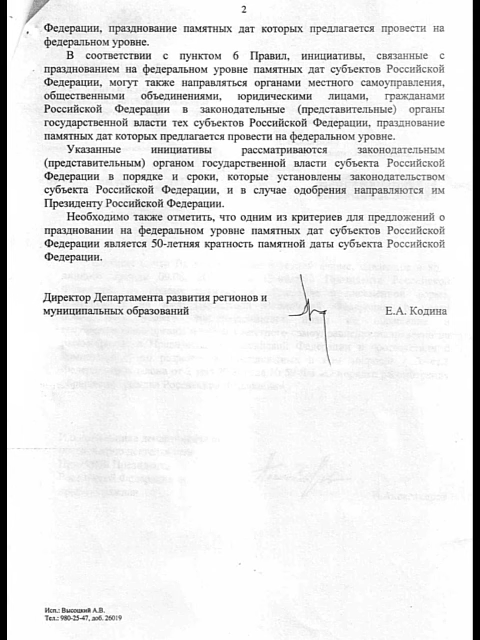 2
Федерации, празднование памятных дат которых предлагается провести на
федеральном уровне.
В соответствии с пунктом 6 Правил, инициативы, связанные с
празднованием на федеральном уровне памятных дат субъектов Российской
Федерации, могут также направляться органами местного самоуправления,
общественными объединениями, юридическими лицами, гражданами
Российской Федерации в законодательные (представительные) органы
государственной власти тех субъектов Российской Федерации, празднование
памятных дат которых предлагается провести на федеральном уровне.
Указанные инициативы рассматриваются законодательным
(представительным) органом государственной власти субъекта Российской
Федерации в порядке и сроки, которые установлены законодательством
субъекта Российской Федерации, и в случае одобрения направляются им
Президенту Российской Федерации.
Необходимо также отметить, что одним из критериев для предложений о
праздновании на федеральном уровне памятных дат субъектов Российской
Федерации является 50-летняя кратность памятной даты субъекта Российской
Федерации.
Директор Департамента развития регионов и
муниципальных образований
Е.А. Кодина
Исп.: Высоцкий А.В.
Тел.: 980-25-47, доб. 26019